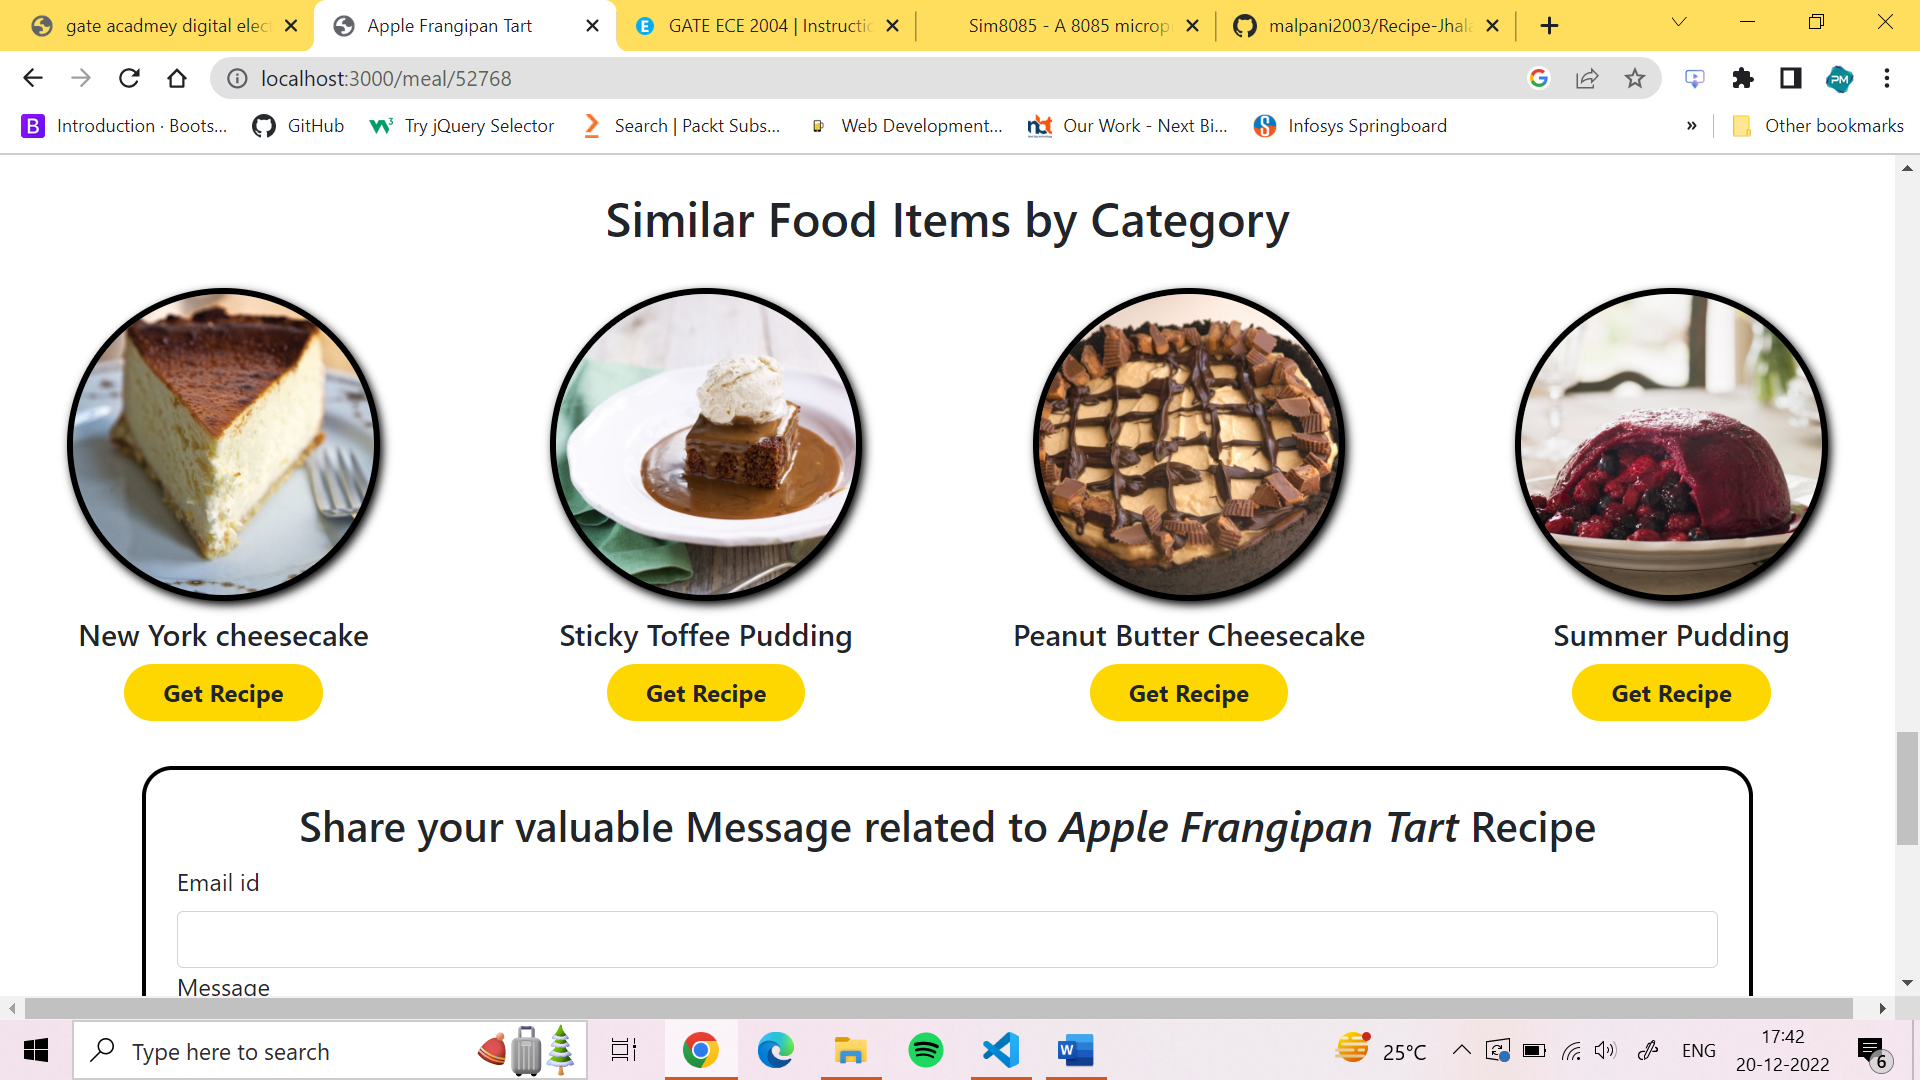 gate acadmey digital elect
Apple Frangipan Tart
GATE ECE 2004 | Instructio
Sim8085 - A 8085 microp
malpani2003/Recipe-Jhala
localhost:3000/meal/52768
Introduction · Boots...
GitHub
Try jQuery Selector
Search | Packt Subs...
Web Development...
Our Work - Next Bi...
Infosys Springboard
»
Other bookmarks
Similar Food Items by Category
New York cheesecake
Sticky Toffee Pudding
Peanut Butter Cheesecake
Summer Pudding
Get Recipe
Get Recipe
Get Recipe
Get Recipe
Share your valuable Message related to Apple Frangipan Tart Recipe
Email id
Message
Type here to search
25°C
ENG
17:42
20-12-2022
6